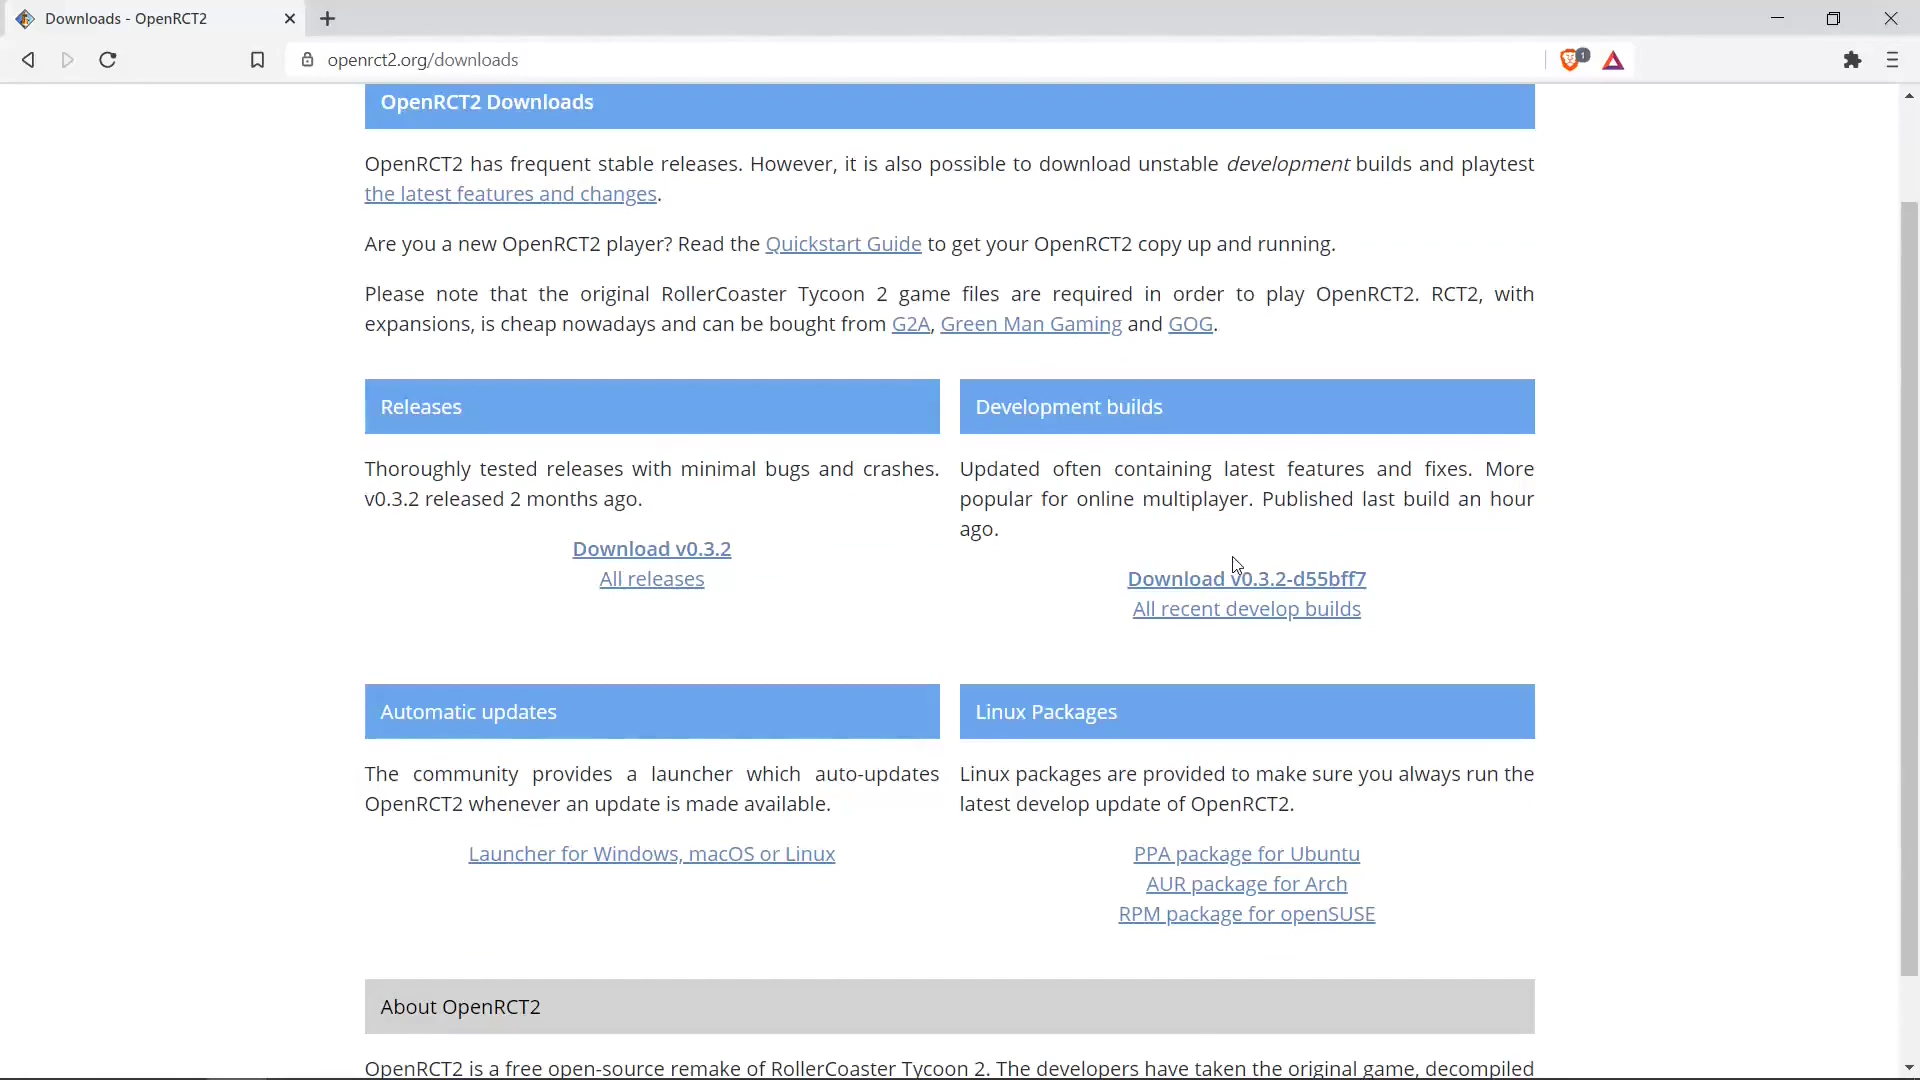 Downloads - OpenRCT2
openrct2.org/downloads
1
OpenRCT2 Downloads
OpenRCT2 has frequent stable releases. However, it is also possible to download unstable development builds and playtest
the latest features and changes.
Are you a new OpenRCT2 player? Read the Quickstart Guide to get your OpenRCT2 copy up and running.
Please note that the original RollerCoaster Tycoon 2 game files are required in order to play OpenRCT2. RCT2, with
expansions, is cheap nowadays and can be bought from G2A, Green Man Gaming and GOG.
Releases
Thoroughly tested releases with minimal bugs and crashes.
v0.3.2 released 2 months ago.
Download v0.3.2
All releases
Development builds
Updated often containing latest features and fixes. More
popular for online multiplayer. Published last build an hour
ago.
Download v0.3.2-d55bff7
All recent develop builds
Automatic updates
The community provides a launcher which auto-updates
OpenRCT2 whenever an update is made available.
Launcher for Windows, macOS or Linux
Linux Packages
Linux packages are provided to make sure you always run the
latest develop update of OpenRCT2.
PPA package for Ubuntu
AUR package for Arch
RPM package for openSUSE
About OpenRCT2
OpenRCT2 is a free open-source remake of RollerCoaster Tycoon 2. The developers have taken the original game, decompiled